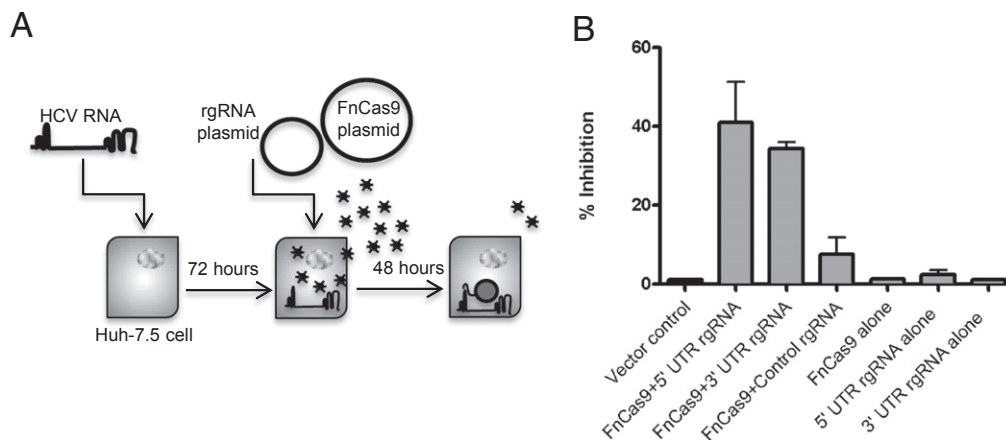 A
HCV RNA
rgRNA
plasmid
FnCas9
plasmid
72 hours
48 hours
Huh-7.5 cell
B
% Inhibition
60
40
20
0
Vector control
FnCas9+5' UTR rgRNA
FnCas9+3' UTR rgRNA
FnCas9+Control rgRNA
FnCas9 alone
5' UTR rgRNA alone
3' UTR rgRNA alone